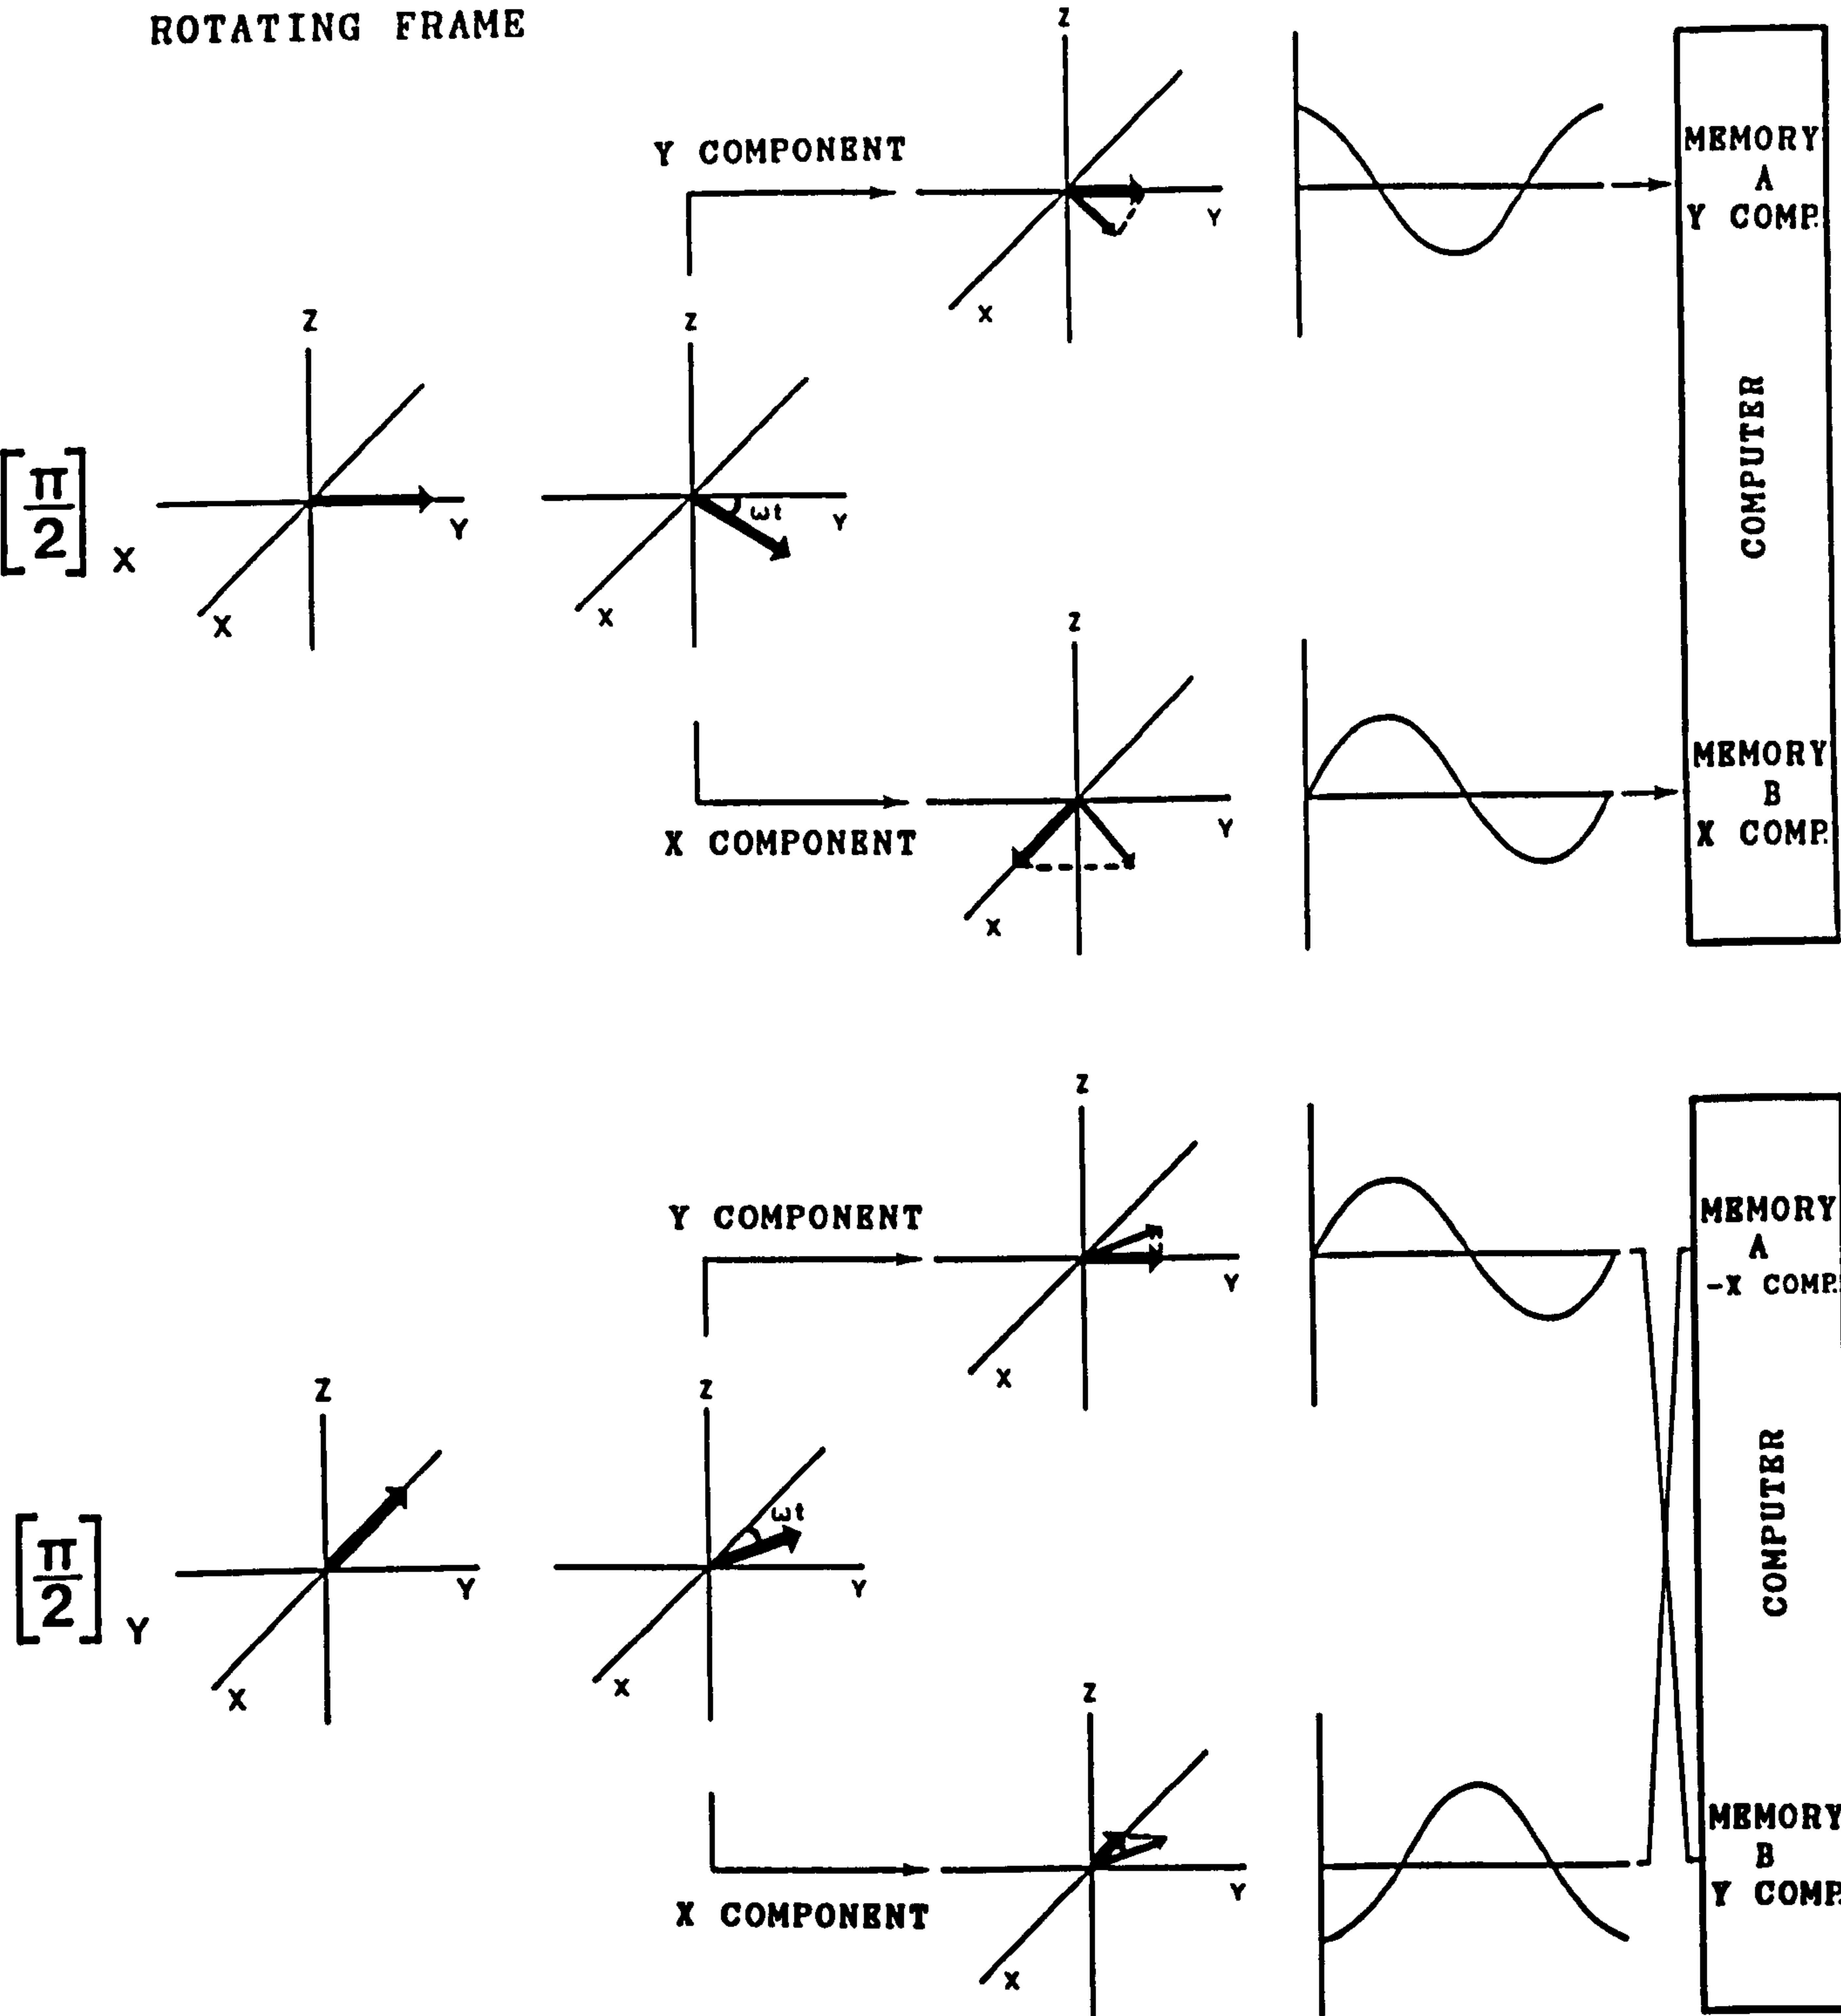 ROTATING FRAME
Z
Y COMPONENT
Y
X
MEMORY
A
Y COMP.
Z
Z
[π/2] X
Y
X
ωt
Y
X
COMPUTER
Z
X COMPONENT
Y
X
MEMORY
B
X COMP.
Z
Y COMPONENT
Y
X
MEMORY
A
-X COMP.
Z
Z
[π/2] Y
Y
X
ωt
Y
X
COMPUTER
Z
X COMPONENT
Y
X
MEMORY
B
Y COMP.